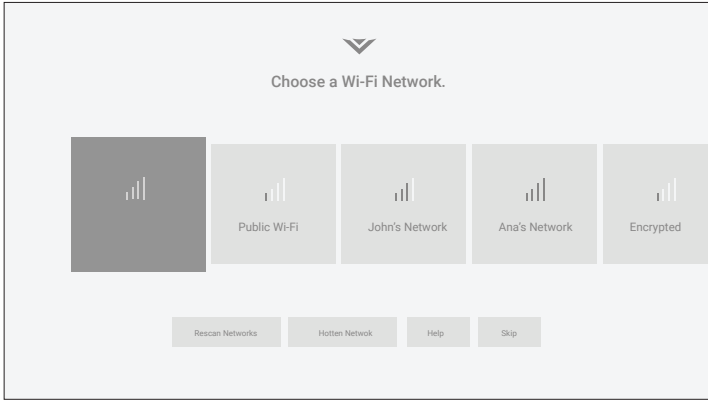 Choose a Wi-Fi Network.
Public Wi-Fi
John's Network
Ana's Network
Encrypted
Rescan Networks
Hotten Netwok
Help
Skip